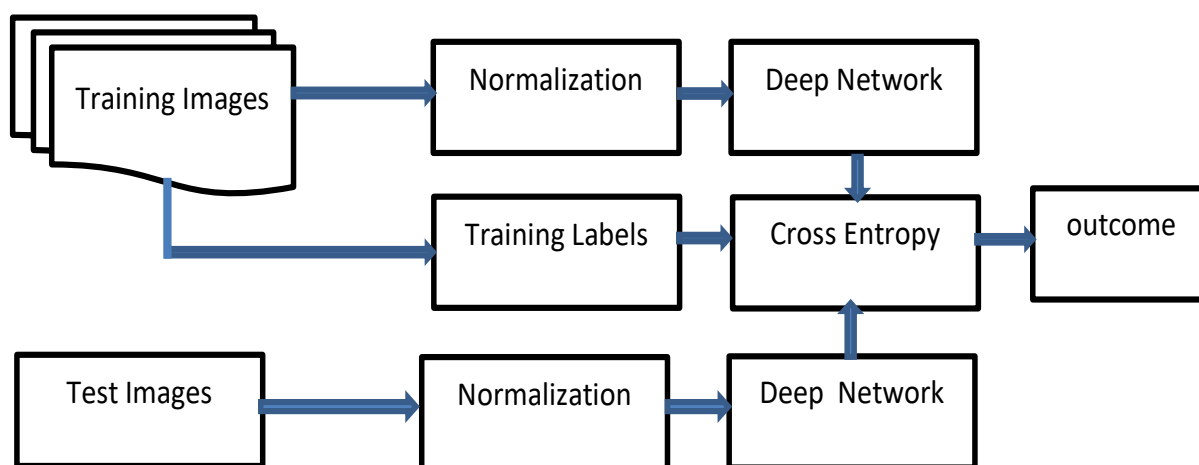 Training Images
Normalization
Deep Network
Training Labels
Cross Entropy
outcome
Test Images
Normalization
Deep  Network